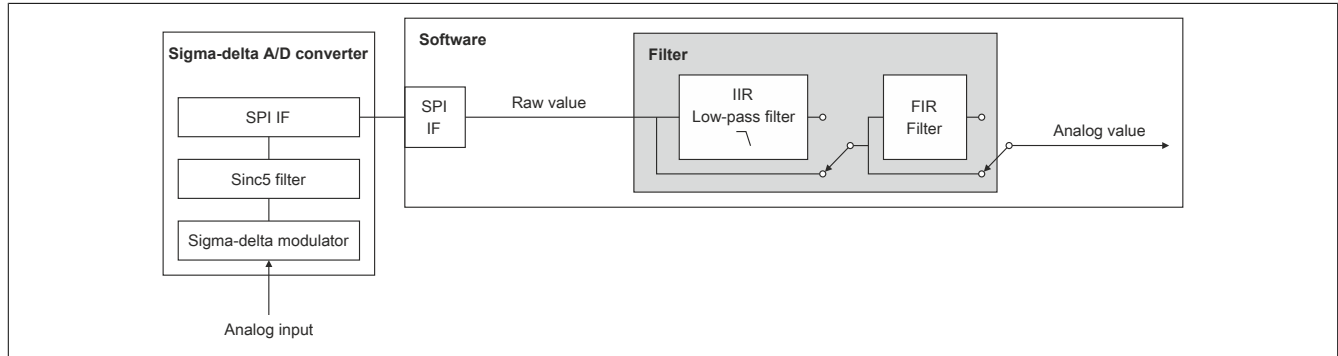 Sigma-delta A/D converter
SPI IF
Sinc5 filter
Sigma-delta modulator
Analog input
Software
SPI
IF
Raw value
Filter
IIR
Low-pass filter
FIR
Filter
Analog value